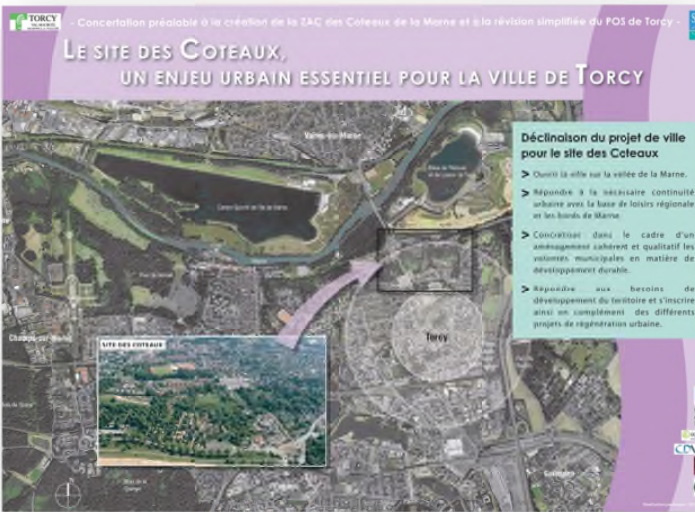 TORCY
- Concertation préalable à la création de la ZAC des Coteaux de la Marne et à la révision simplifiée du POS de Torcy -
LE SITE DES COTEAUX,
UN ENJEU URBAIN ESSENTIEL POUR LA VILLE DE TORCY
Vaires-sur-Marne
Déclinaison du projet de ville
pour le site des Coteaux
> Ouvrir la ville sur la vallée de la Marne.
> Répondre à la nécessaire continuité
urbaine avec la base de loisirs régionale
et les bords de Marne
> Concrétiser dans le cadre d'un
aménagement cohérent et qualitatif les
volontés municipales en matière de
développement durable.
> Répondre aux besoins de
développement du territoire et s'inscrire
ainsi en complément des différents
projets de régénération urbaine.
Champs-sur-Marne
SITE DES COTEAUX
Torcy